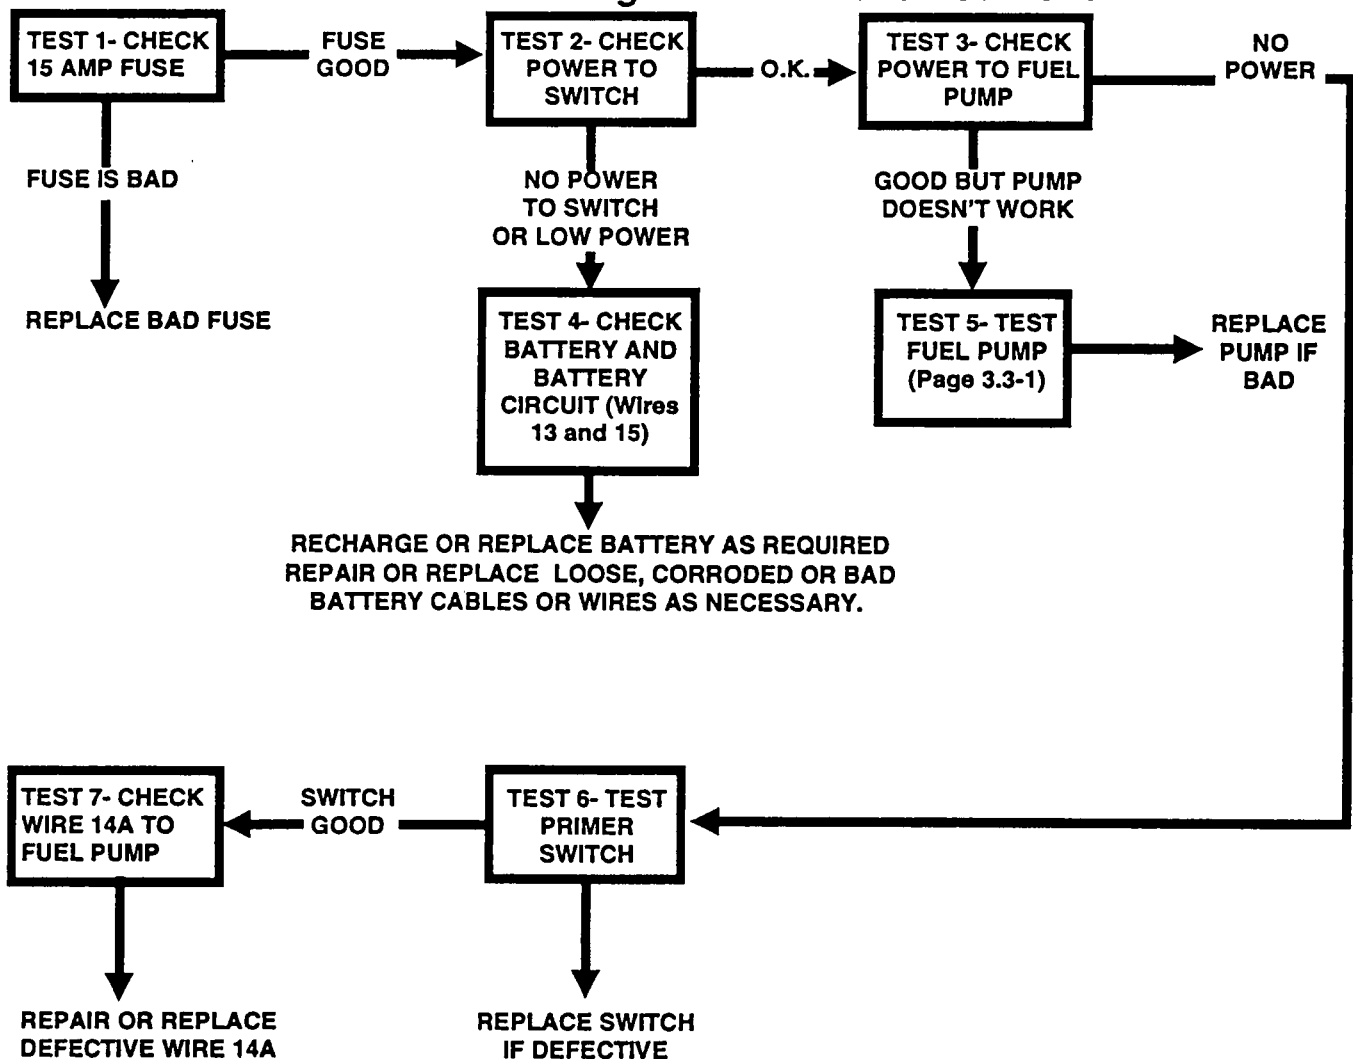 TEST 1- CHECK
15 AMP FUSE
FUSE
GOOD
TEST 2- CHECK
POWER TO
SWITCH
O.K.
TEST 3- CHECK
POWER TO FUEL
PUMP
NO
POWER
FUSE IS BAD
NO POWER
TO SWITCH
OR LOW POWER
GOOD BUT PUMP
DOESN'T WORK
REPLACE BAD FUSE
TEST 4- CHECK
BATTERY AND
BATTERY
CIRCUIT (Wires
13 and 15)
TEST 5- TEST
FUEL PUMP
(Page 3.3-1)
REPLACE
PUMP IF
BAD
RECHARGE OR REPLACE BATTERY AS REQUIRED
REPAIR OR REPLACE LOOSE, CORRODED OR BAD
BATTERY CABLES OR WIRES AS NECESSARY.
TEST 7- CHECK
WIRE 14A TO
FUEL PUMP
SWITCH
GOOD
TEST 6- TEST
PRIMER
SWITCH
REPAIR OR REPLACE
DEFECTIVE WIRE 14A
REPLACE SWITCH
IF DEFECTIVE